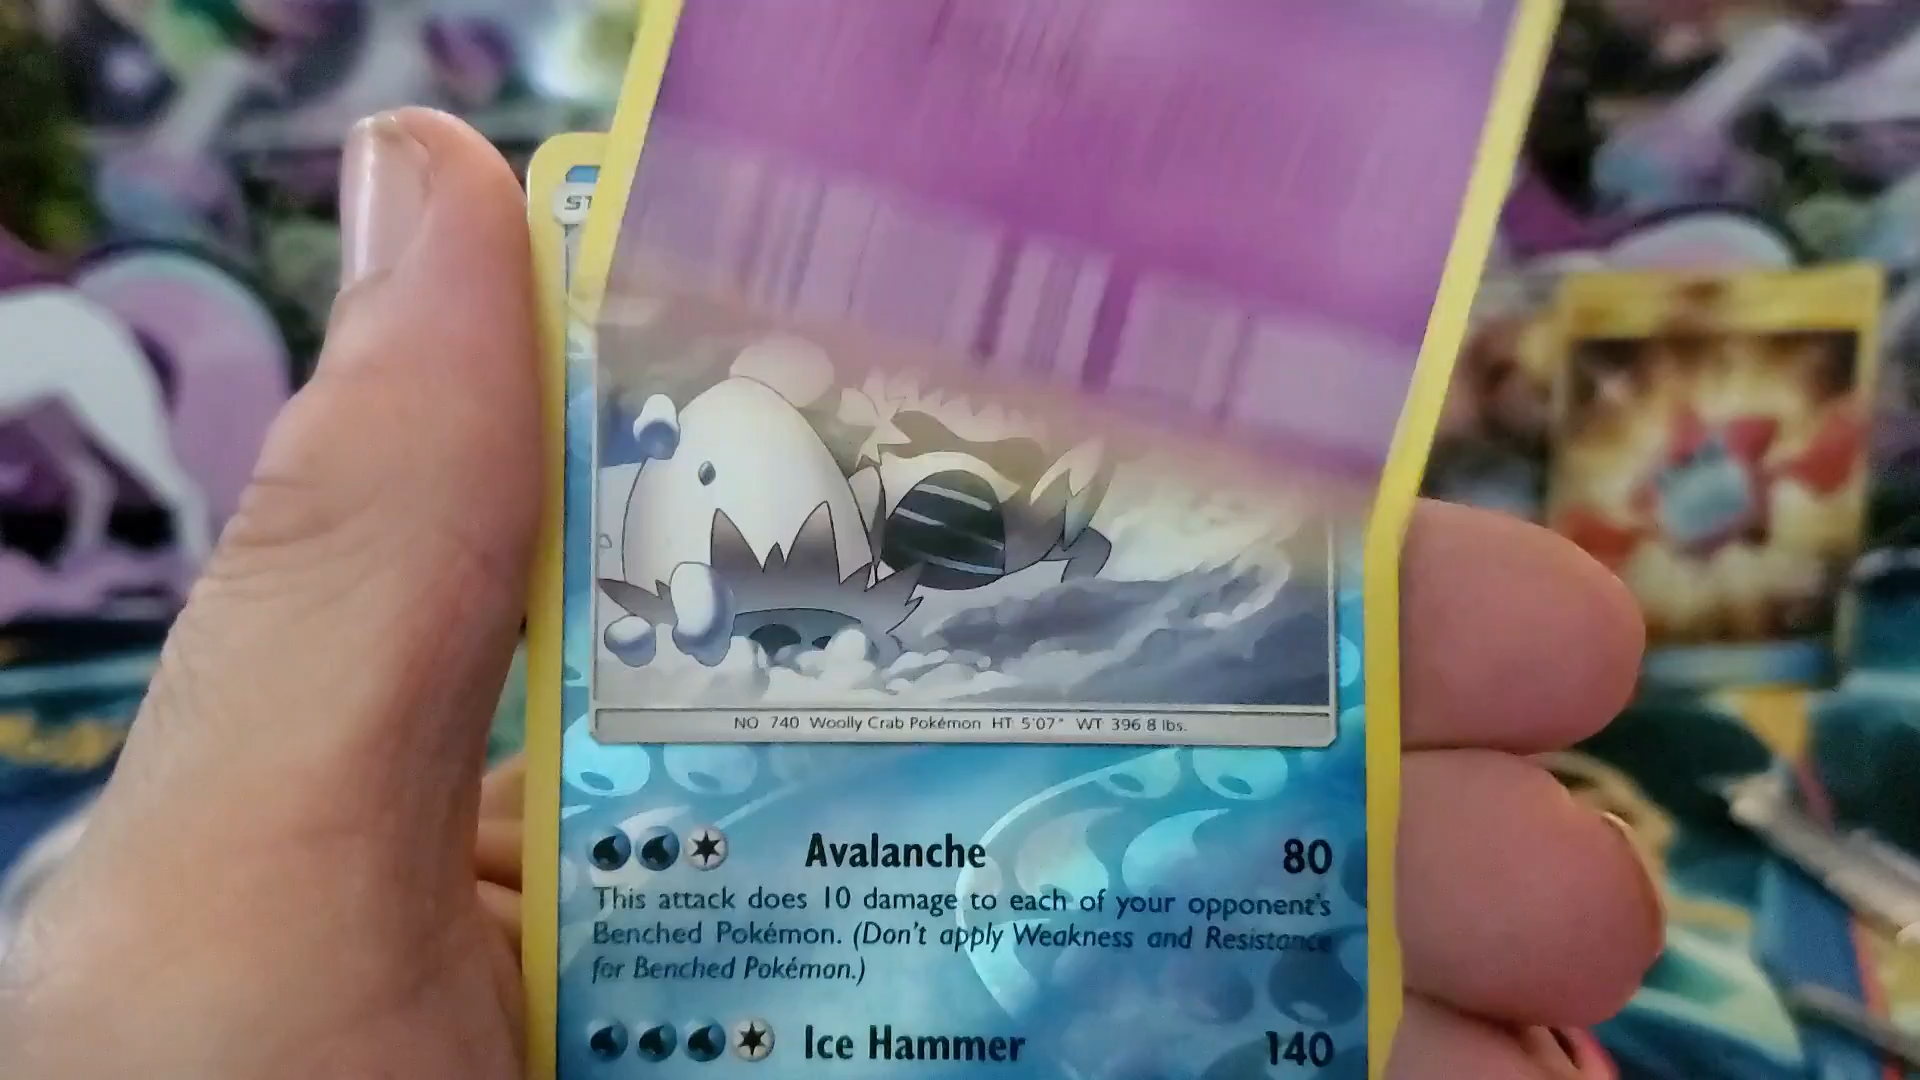 ST
NO 740 Woolly Crab Pokémon HT: 5'07" WT: 396.8 lbs.
Avalanche 80
This attack does 10 damage to each of your opponent's
Benched Pokémon. (Don't apply Weakness and Resistance
for Benched Pokémon.)
Ice Hammer 140